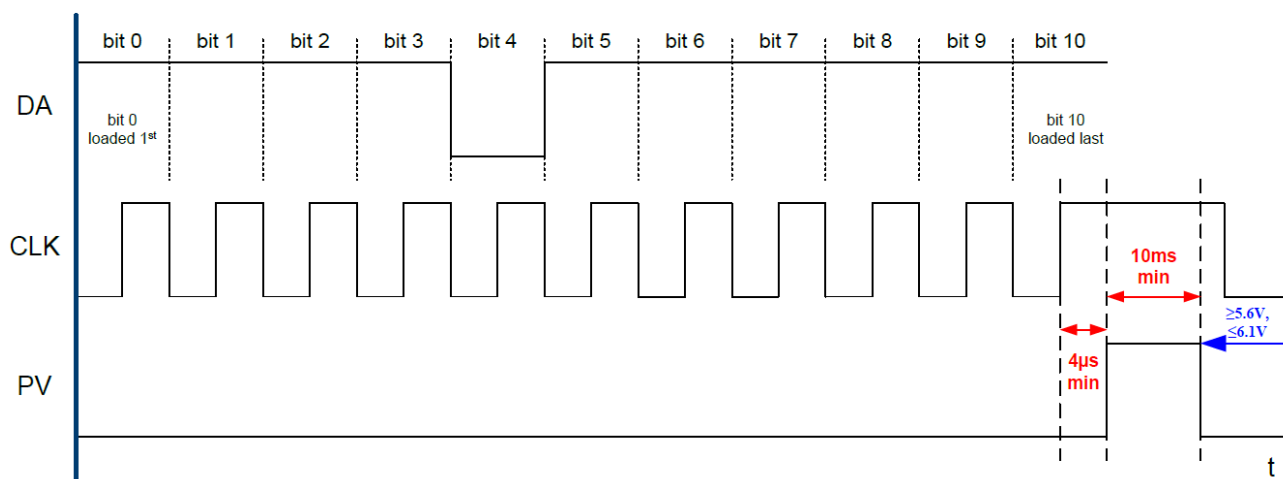 bit 0 bit 1 bit 2 bit 3 bit 4 bit 5 bit 6 bit 7 bit 8 bit 9 bit 10
DA
bit 0
loaded 1st
bit 10
loaded last
CLK
10ms
min
≥5.6V,
≤6.1V
4µs
min
PV
t